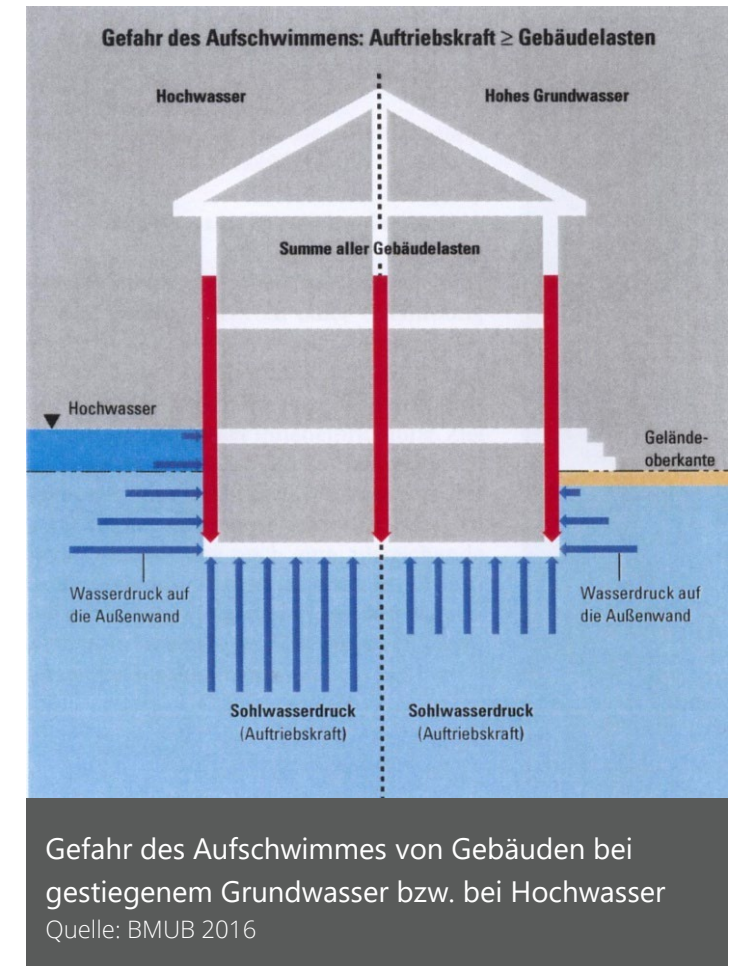 Gefahr des Aufschwimmens: Auftriebskraft ≥ Gebäudelasten
Hochwasser
Hohes Grundwasser
Summe aller Gebäudelasten
Hochwasser
Gelände-
oberkante
Wasserdruck auf
die Außenwand
Wasserdruck auf
die Außenwand
Sohlwasserdruck
(Auftriebskraft)
Sohlwasserdruck
(Auftriebskraft)
Gefahr des Aufschwimmes von Gebäuden bei
gestiegenem Grundwasser bzw. bei Hochwasser
Quelle: BMUB 2016